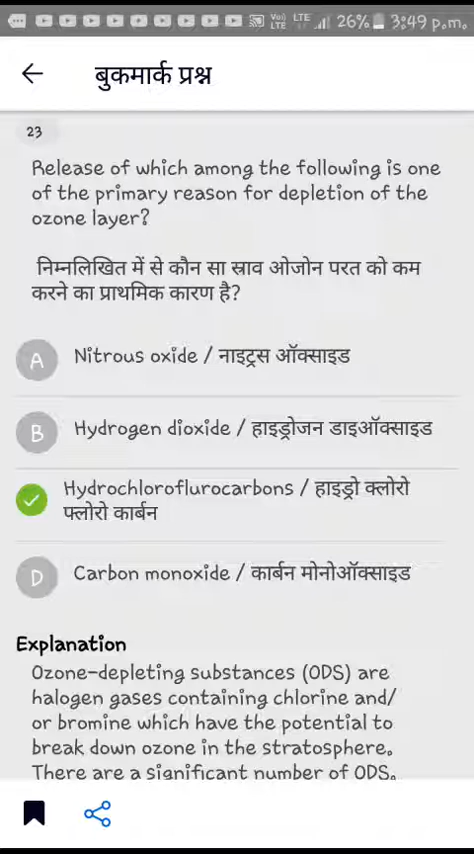 26% 3:49 p.m.
बुकमार्क प्रश्न
23
Release of which among the following is one
of the primary reason for depletion of the
ozone layer?
निम्नलिखित में से कौन सा स्राव ओजोन परत को कम
करने का प्राथमिक कारण है?
A Nitrous oxide / नाइट्रस ऑक्साइड
B Hydrogen dioxide / हाइड्रोजन डाइऑक्साइड
Hydrochloroflurocarbons / हाइड्रो क्लोरो
फ्लोरो कार्बन
D Carbon monoxide / कार्बन मोनोऑक्साइड
Explanation
Ozone-depleting substances (ODS) are
halogen gases containing chlorine and/
or bromine which have the potential to
break down ozone in the stratosphere.
There are a significant number of ODS.